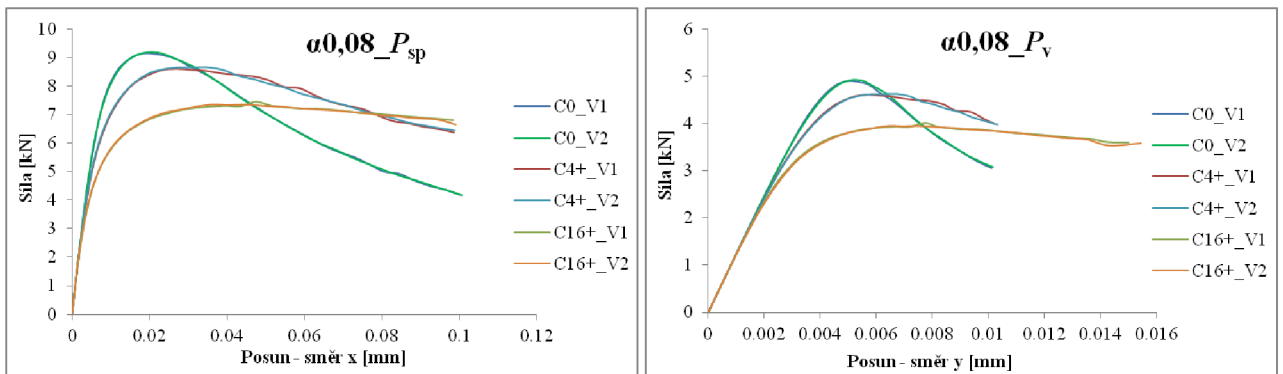 α0,08_Psp
Síla [kN]
10
9
8
7
6
5
4
3
2
1
0
0
0.02
0.04
0.06
0.08
0.1
0.12
Posun - směr x [mm]
C0_V1
C0_V2
C4+_V1
C4+_V2
C16+_V1
C16+_V2
α0,08_Pv
Síla [kN]
6
5
4
3
2
1
0
0
0.002
0.004
0.006
0.008
0.01
0.012
0.014
0.016
Posun - směr y [mm]
C0_V1
C0_V2
C4+_V1
C4+_V2
C16+_V1
C16+_V2